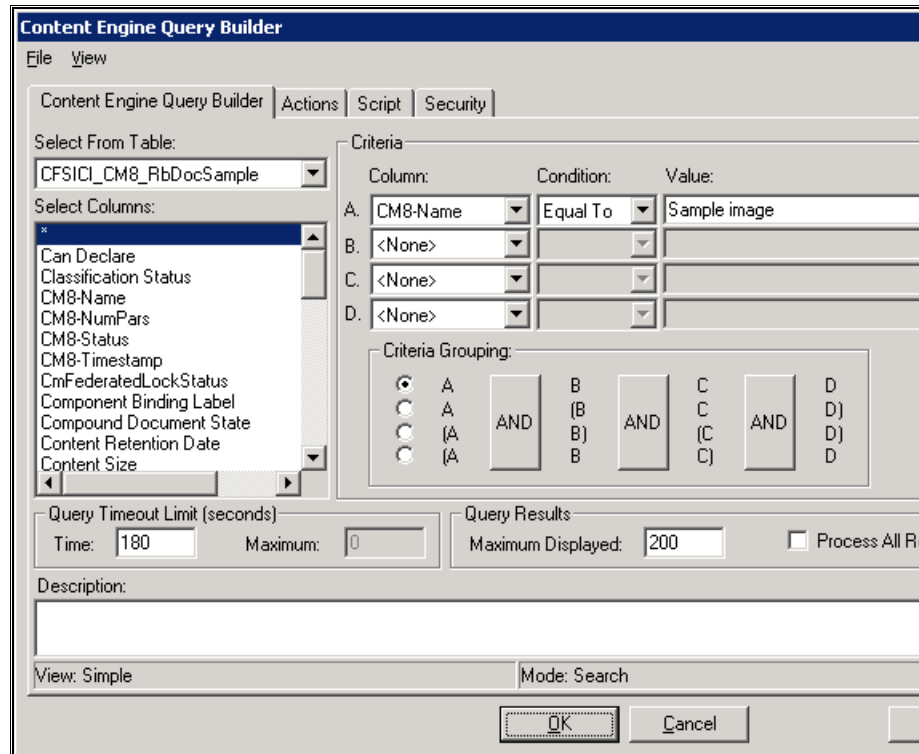 Content Engine Query Builder
File View
Content Engine Query Builder Actions Script Security
Select From Table:
CFSICI_CM8_RbDocSample
Select Columns:
*
Can Declare
Classification Status
CM8-Name
CM8-NumPars
CM8-Status
CM8-Timestamp
CmFederatedLockStatus
Component Binding Label
Compound Document State
Content Retention Date
Content Size
Criteria
Column: Condition: Value:
A. CM8-Name Equal To Sample image
B. <None>
C. <None>
D. <None>
Criteria Grouping:
A B C D
A (B C D)
(A B) (C D)
(A B C) D
AND AND AND
Query Timeout Limit (seconds)
Time: 180 Maximum: 0
Query Results
Maximum Displayed: 200 Process All R
Description:
View: Simple Mode: Search
OK Cancel